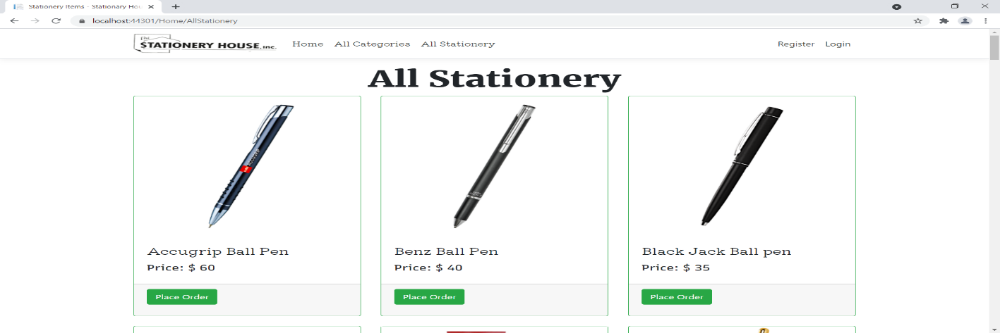 Stationery Items - Stationary Hou
localhost:44301/Home/AllStationery
The
STATIONERY HOUSE, Inc.
Home All Categories All Stationery Register Login
All Stationery
Accugrip Ball Pen
Price: $ 60
Place Order
Benz Ball Pen
Price: $ 40
Place Order
Black Jack Ball pen
Price: $ 35
Place Order